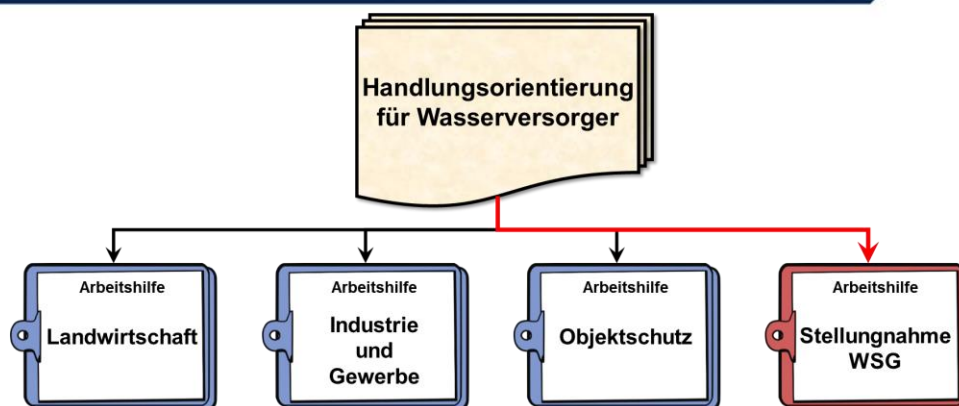 Handlungsorientierung
für Wasserversorger
Arbeitshilfe
Landwirtschaft
Arbeitshilfe
Industrie
und
Gewerbe
Arbeitshilfe
Objektschutz
Arbeitshilfe
Stellungnahme
WSG